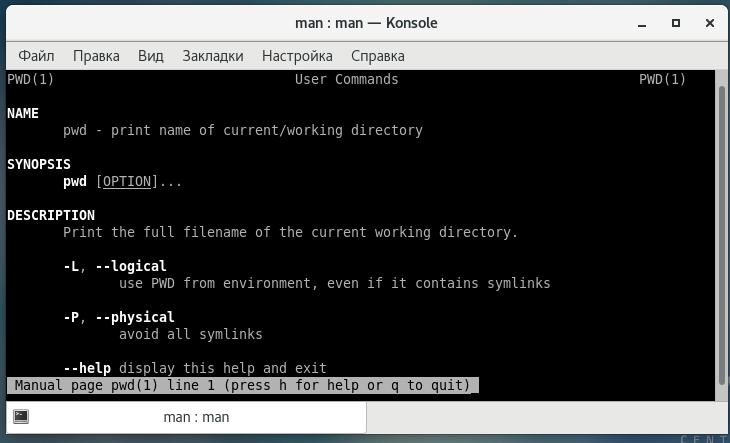 man : man — Konsole
Файл Правка Вид Закладки Настройка Справка
PWD(1) User Commands PWD(1)
NAME
pwd - print name of current/working directory
SYNOPSIS
pwd [OPTION]...
DESCRIPTION
Print the full filename of the current working directory.
-L, --logical
use PWD from environment, even if it contains symlinks
-P, --physical
avoid all symlinks
--help display this help and exit
Manual page pwd(1) line 1 (press h for help or q to quit)
man : man
CENT